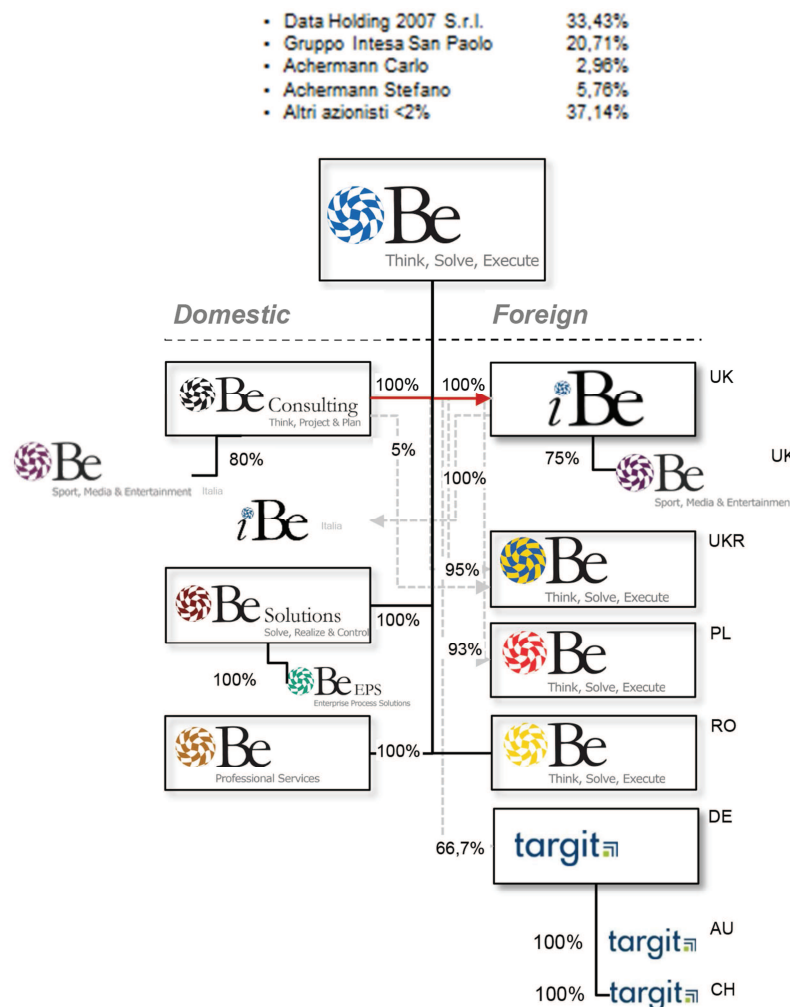 • Data Holding 2007 S.r.l. 33,43%
• Gruppo Intesa San Paolo 20,71%
• Achermann Carlo 2,96%
• Achermann Stefano 5,76%
• Altri azionisti <2% 37,14%
Be
Think, Solve, Execute
Domestic Foreign
Be Consulting
Think, Project & Plan
100% 100%
iBe
UK
Be
Sport, Media & Entertainment Italia
80%
5%
100%
75%
Be
Sport, Media & Entertainment
UK
iBe Italia
95%
Be
Think, Solve, Execute
UKR
Be Solutions
Solve, Realize & Control
100%
93%
Be
Think, Solve, Execute
PL
100%
Be EPS
Enterprise Process Solutions
Be
Professional Services
100%
Be
Think, Solve, Execute
RO
66,7%
targit
DE
100% targit AU
100% targit CH